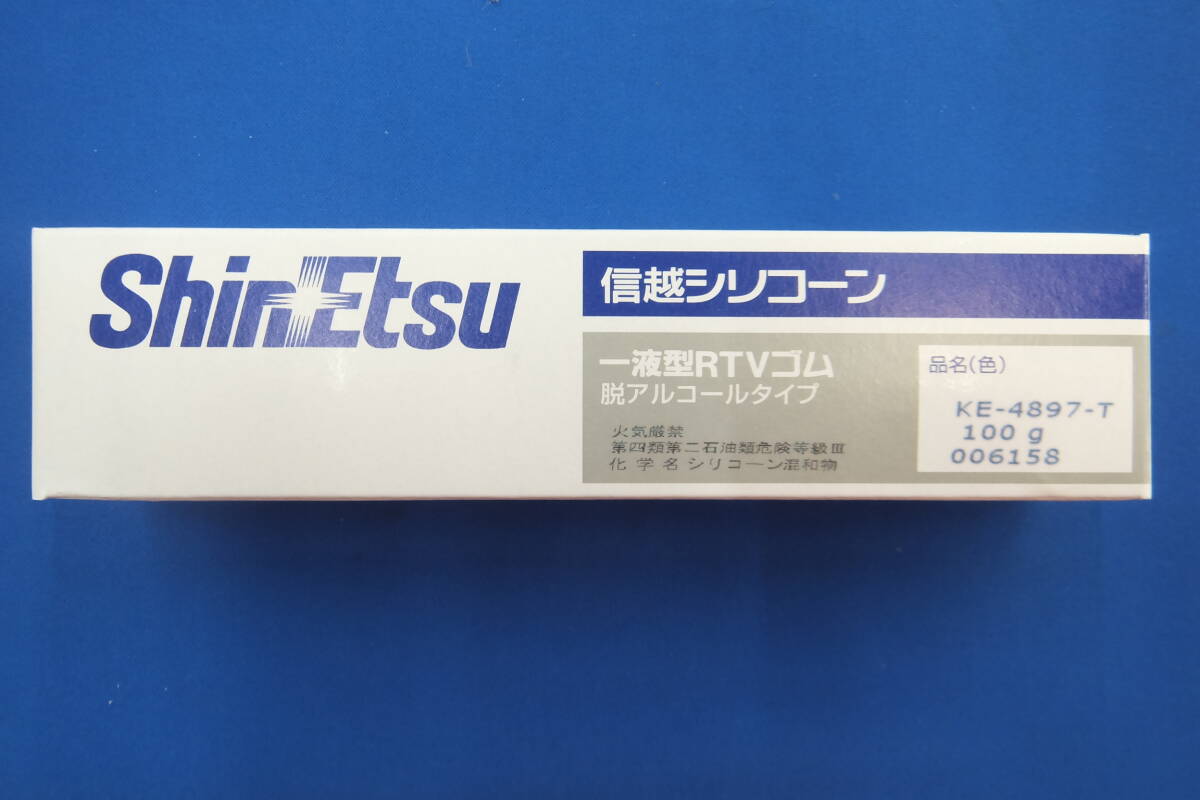 ShinEtsu
信越シリコーン
一液型RTVゴム
脱アルコールタイプ
火気厳禁
第四類第二石油類危険等級Ⅲ
化学名シリコーン混和物
品名(色)
KE-4897-T
100 g
006158